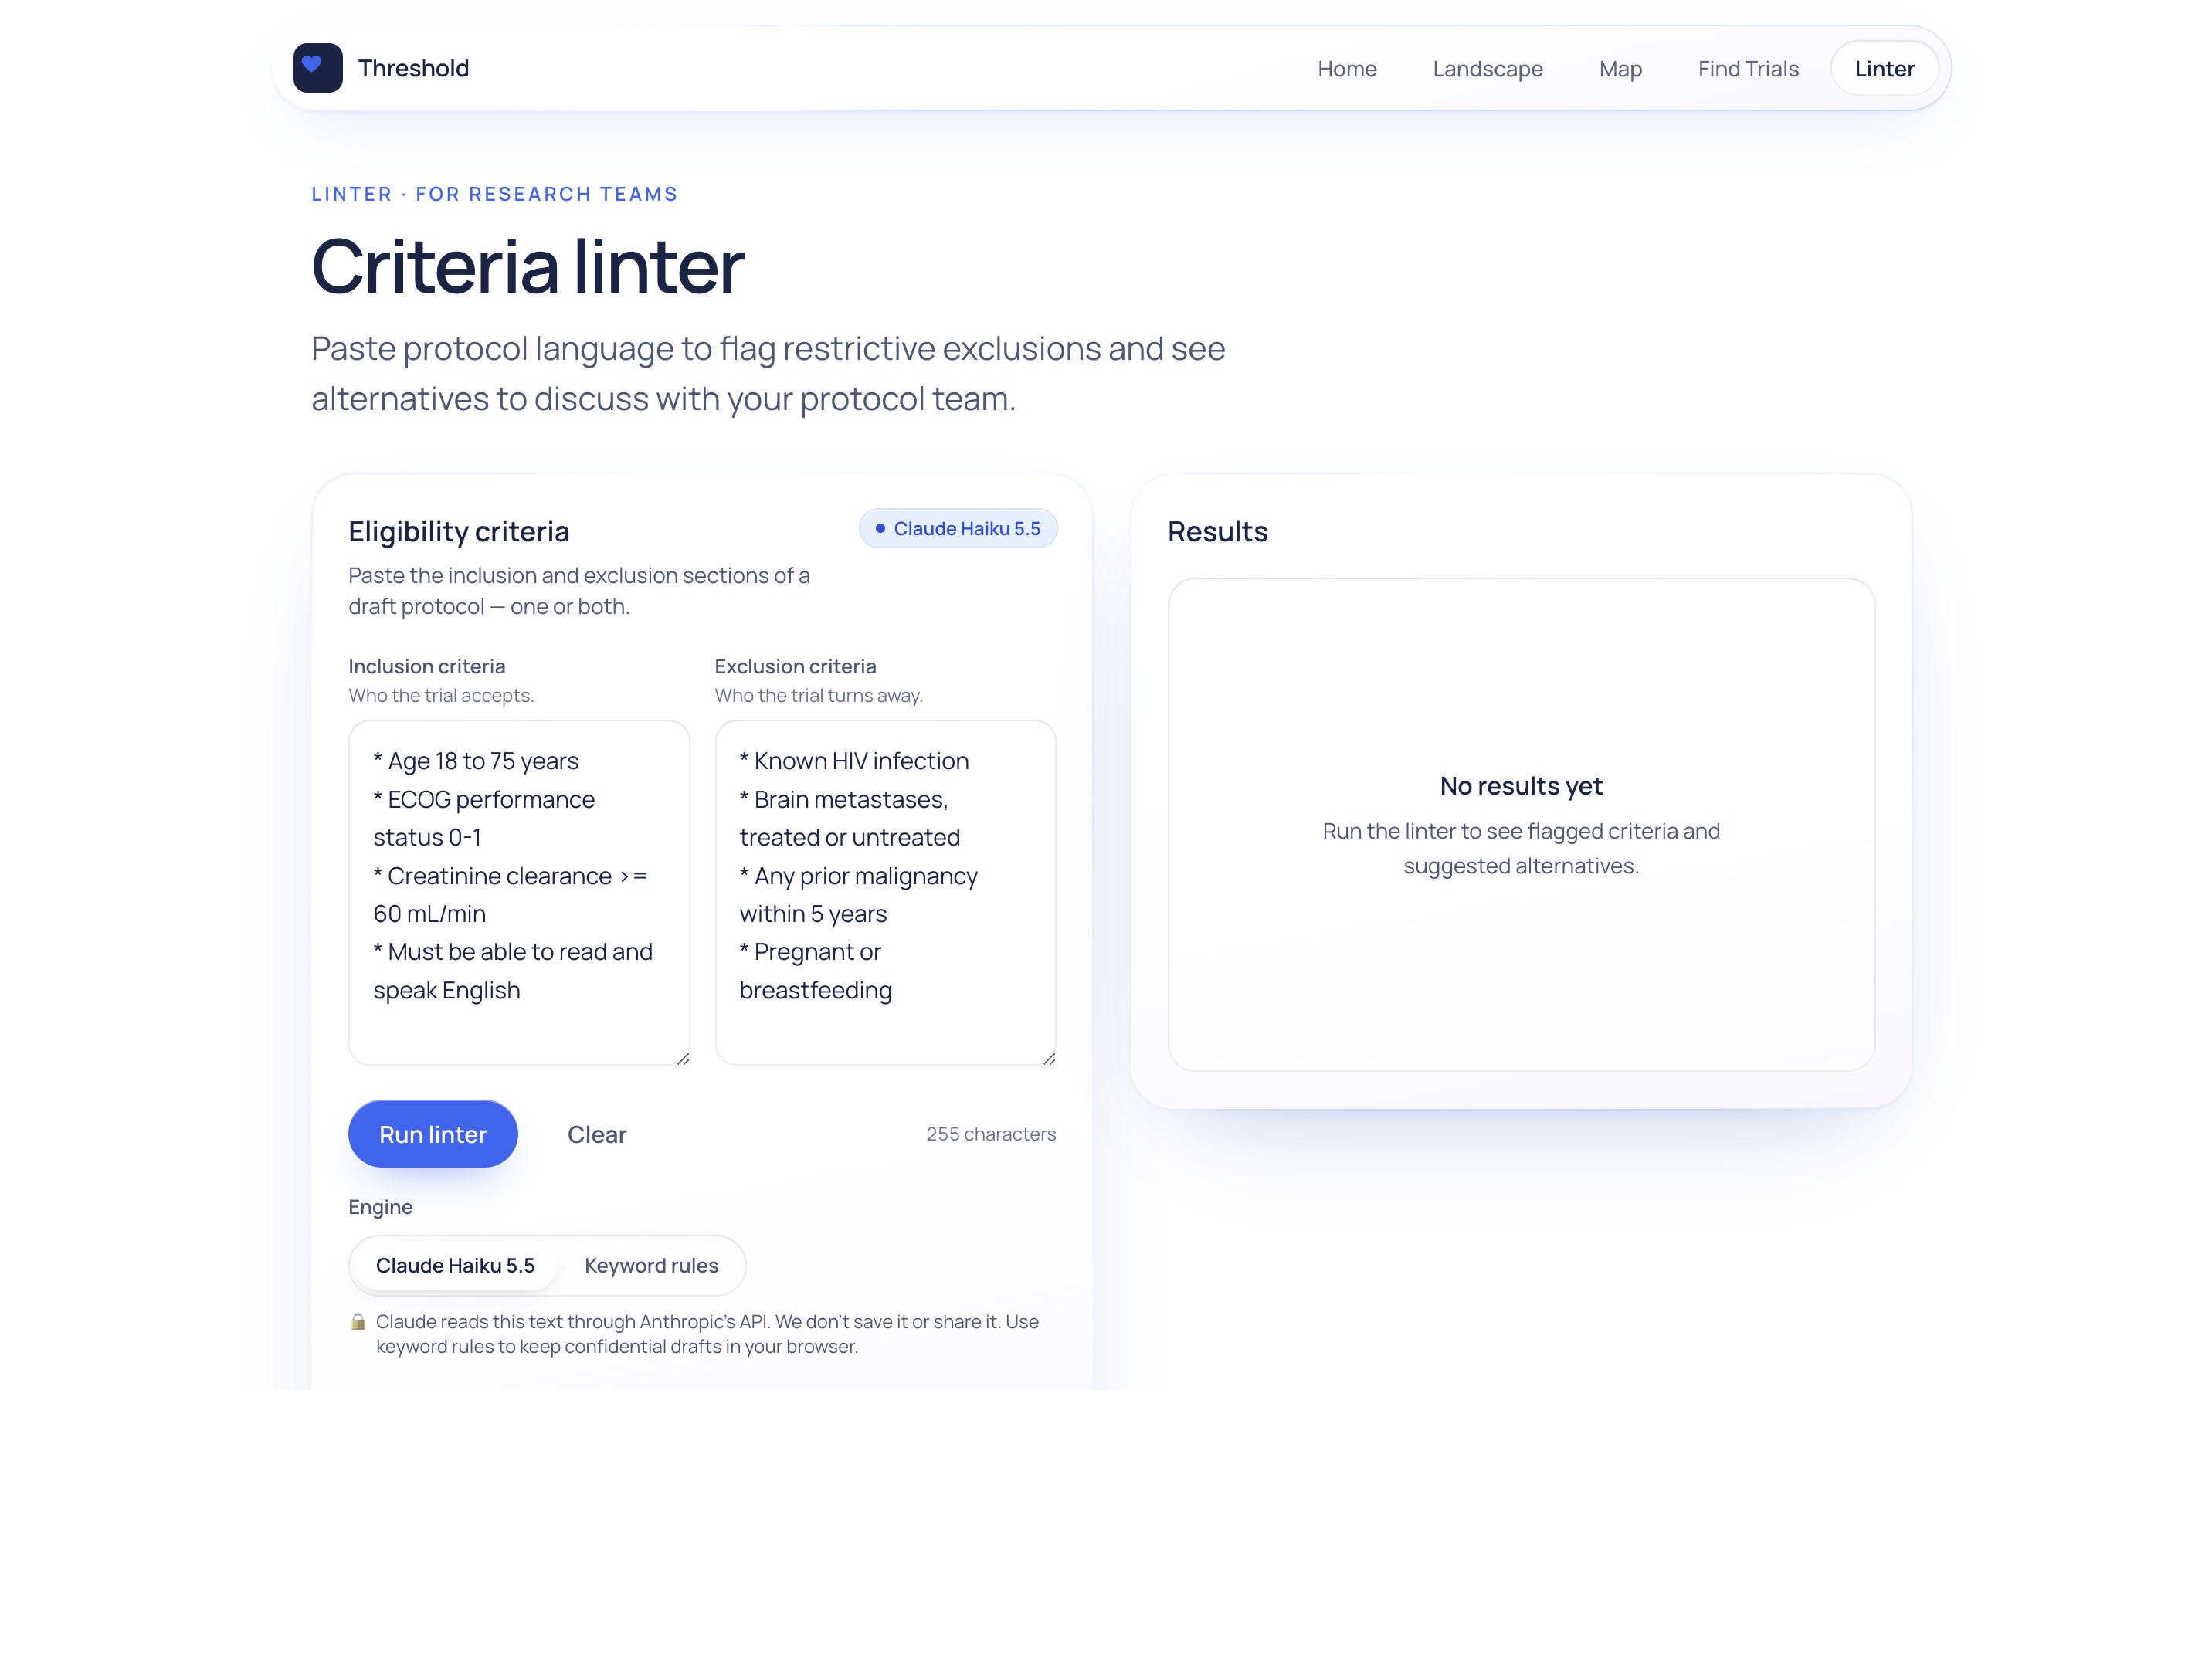 Threshold
Home
Landscape
Map
Find Trials
Linter
LINTER · FOR RESEARCH TEAMS
Criteria linter
Paste protocol language to flag restrictive exclusions and see
alternatives to discuss with your protocol team.
Eligibility criteria
Claude Haiku 5.5
Paste the inclusion and exclusion sections of a
draft protocol — one or both.
Inclusion criteria
Who the trial accepts.
* Age 18 to 75 years
* ECOG performance
status 0-1
* Creatinine clearance >=
60 mL/min
* Must be able to read and
speak English
Exclusion criteria
Who the trial turns away.
* Known HIV infection
* Brain metastases,
treated or untreated
* Any prior malignancy
within 5 years
* Pregnant or
breastfeeding
Run linter
Clear
255 characters
Engine
Claude Haiku 5.5
Keyword rules
Claude reads this text through Anthropic's API. We don't save it or share it. Use
keyword rules to keep confidential drafts in your browser.
Results
No results yet
Run the linter to see flagged criteria and
suggested alternatives.